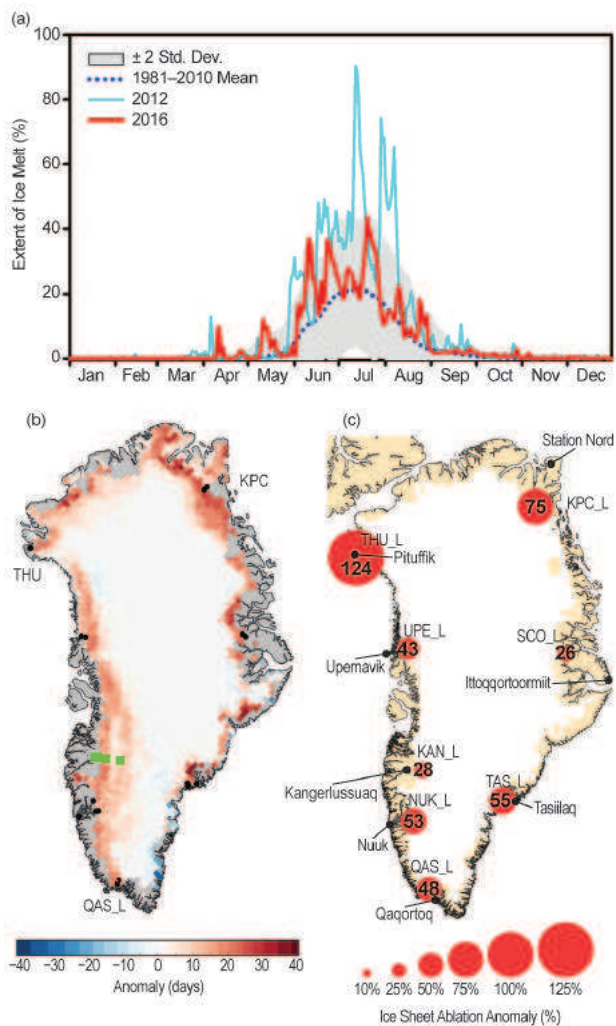 (a)
100
80
60
40
20
0
Extent of Ice Melt (%)
± 2 Std. Dev.
1981–2010 Mean
2012
2016
Jan Feb Mar Apr May Jun Jul Aug Sep Oct Nov Dec
(b)
KPC
THU
QAS_L
−40 −30 −20 −10 0 10 20 30 40
Anomaly (days)
(c)
Station Nord
75
KPC_L
THU_L
124
Pituffik
UPE_L
43
Upernavik
SCO_L
26
Ittoqqortoormiit
KAN_L
28
Kangerlussuaq
NUK_L
53
Nuuk
TAS_L
55
Tasiilaq
QAS_L
48
Qaqortoq
10% 25% 50% 75% 100% 125%
Ice Sheet Ablation Anomaly (%)